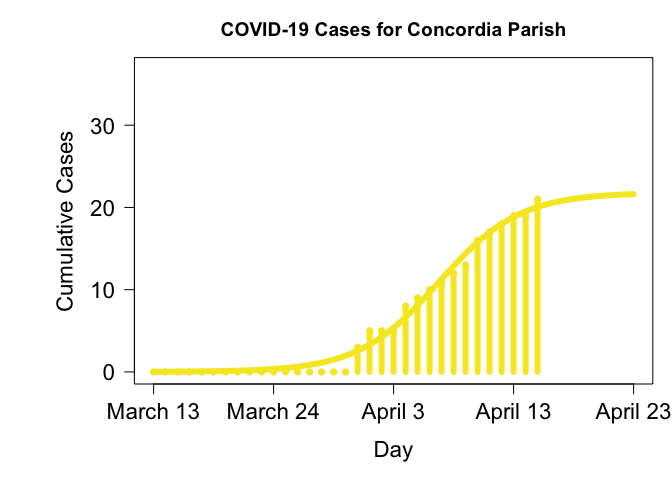 COVID-19 Cases for Concordia Parish
Cumulative Cases
30
20
10
0
March 13 March 24 April 3 April 13 April 23
Day